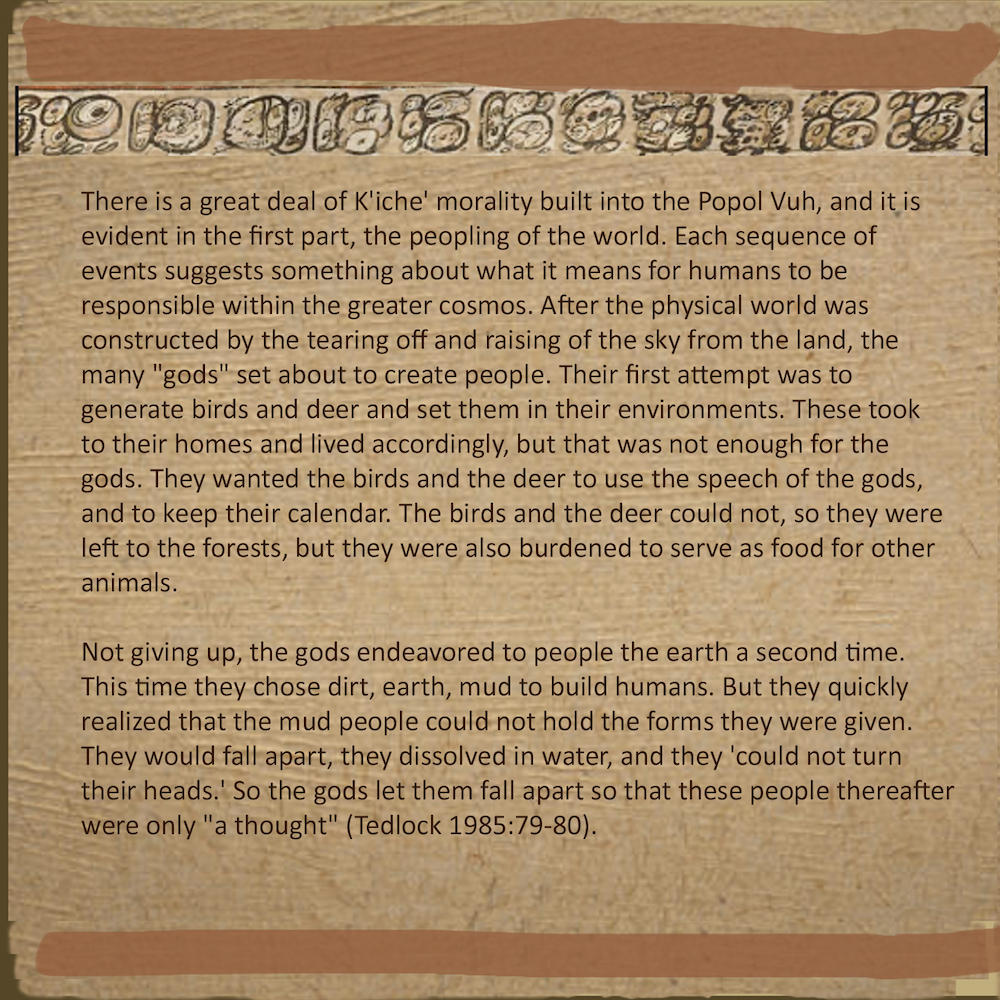 There is a great deal of K'iche' morality built into the Popol Vuh, and it is
evident in the first part, the peopling of the world. Each sequence of
events suggests something about what it means for humans to be
responsible within the greater cosmos. After the physical world was
constructed by the tearing off and raising of the sky from the land, the
many "gods" set about to create people. Their first attempt was to
generate birds and deer and set them in their environments. These took
to their homes and lived accordingly, but that was not enough for the
gods. They wanted the birds and the deer to use the speech of the gods,
and to keep their calendar. The birds and the deer could not, so they were
left to the forests, but they were also burdened to serve as food for other
animals.
Not giving up, the gods endeavored to people the earth a second time.
This time they chose dirt, earth, mud to build humans. But they quickly
realized that the mud people could not hold the forms they were given.
They would fall apart, they dissolved in water, and they 'could not turn
their heads.' So the gods let them fall apart so that these people thereafter
were only "a thought" (Tedlock 1985:79-80).